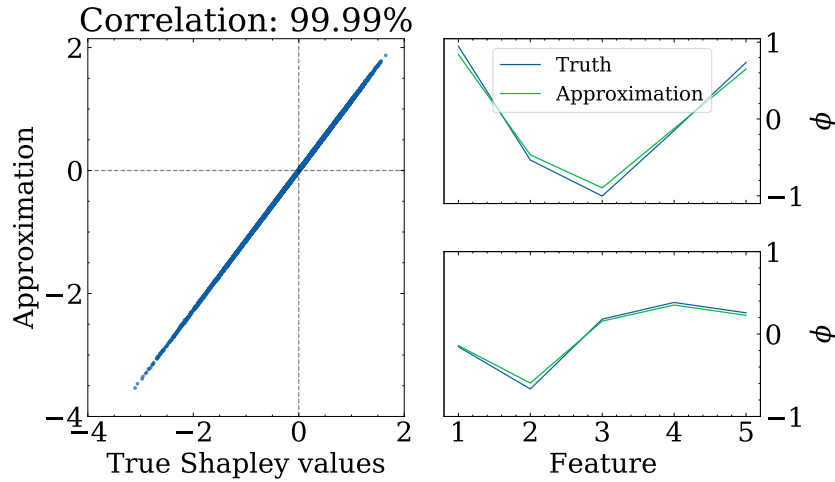 Correlation: 99.99%
2
0
−2
−4
−4
−2
0
2
Approximation
True Shapley values
Truth
Approximation
1
0
−1
ϕ
1
0
−1
ϕ
1
2
3
4
5
Feature